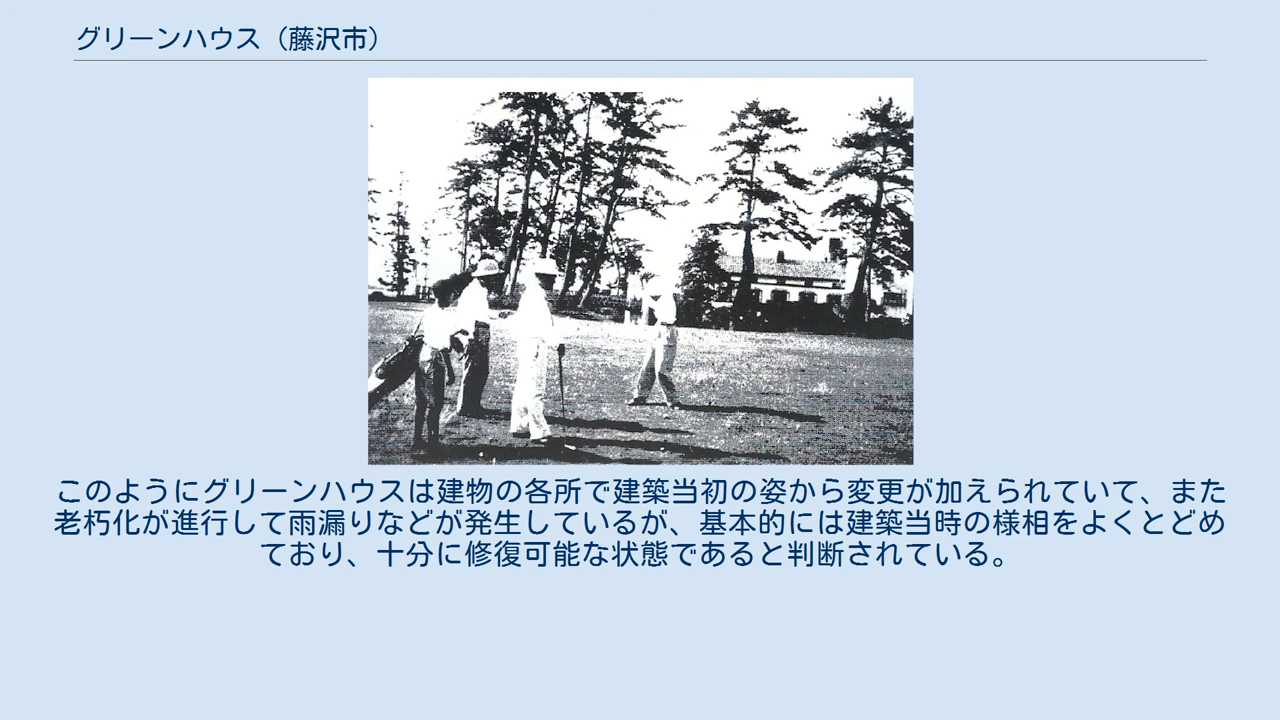 グリーンハウス（藤沢市）
このようにグリーンハウスは建物の各所で建築当初の姿から変更が加えられていて、また
老朽化が進行して雨漏りなどが発生しているが、基本的には建築当時の様相をよくとどめ
ており、十分に修復可能な状態であると判断されている。